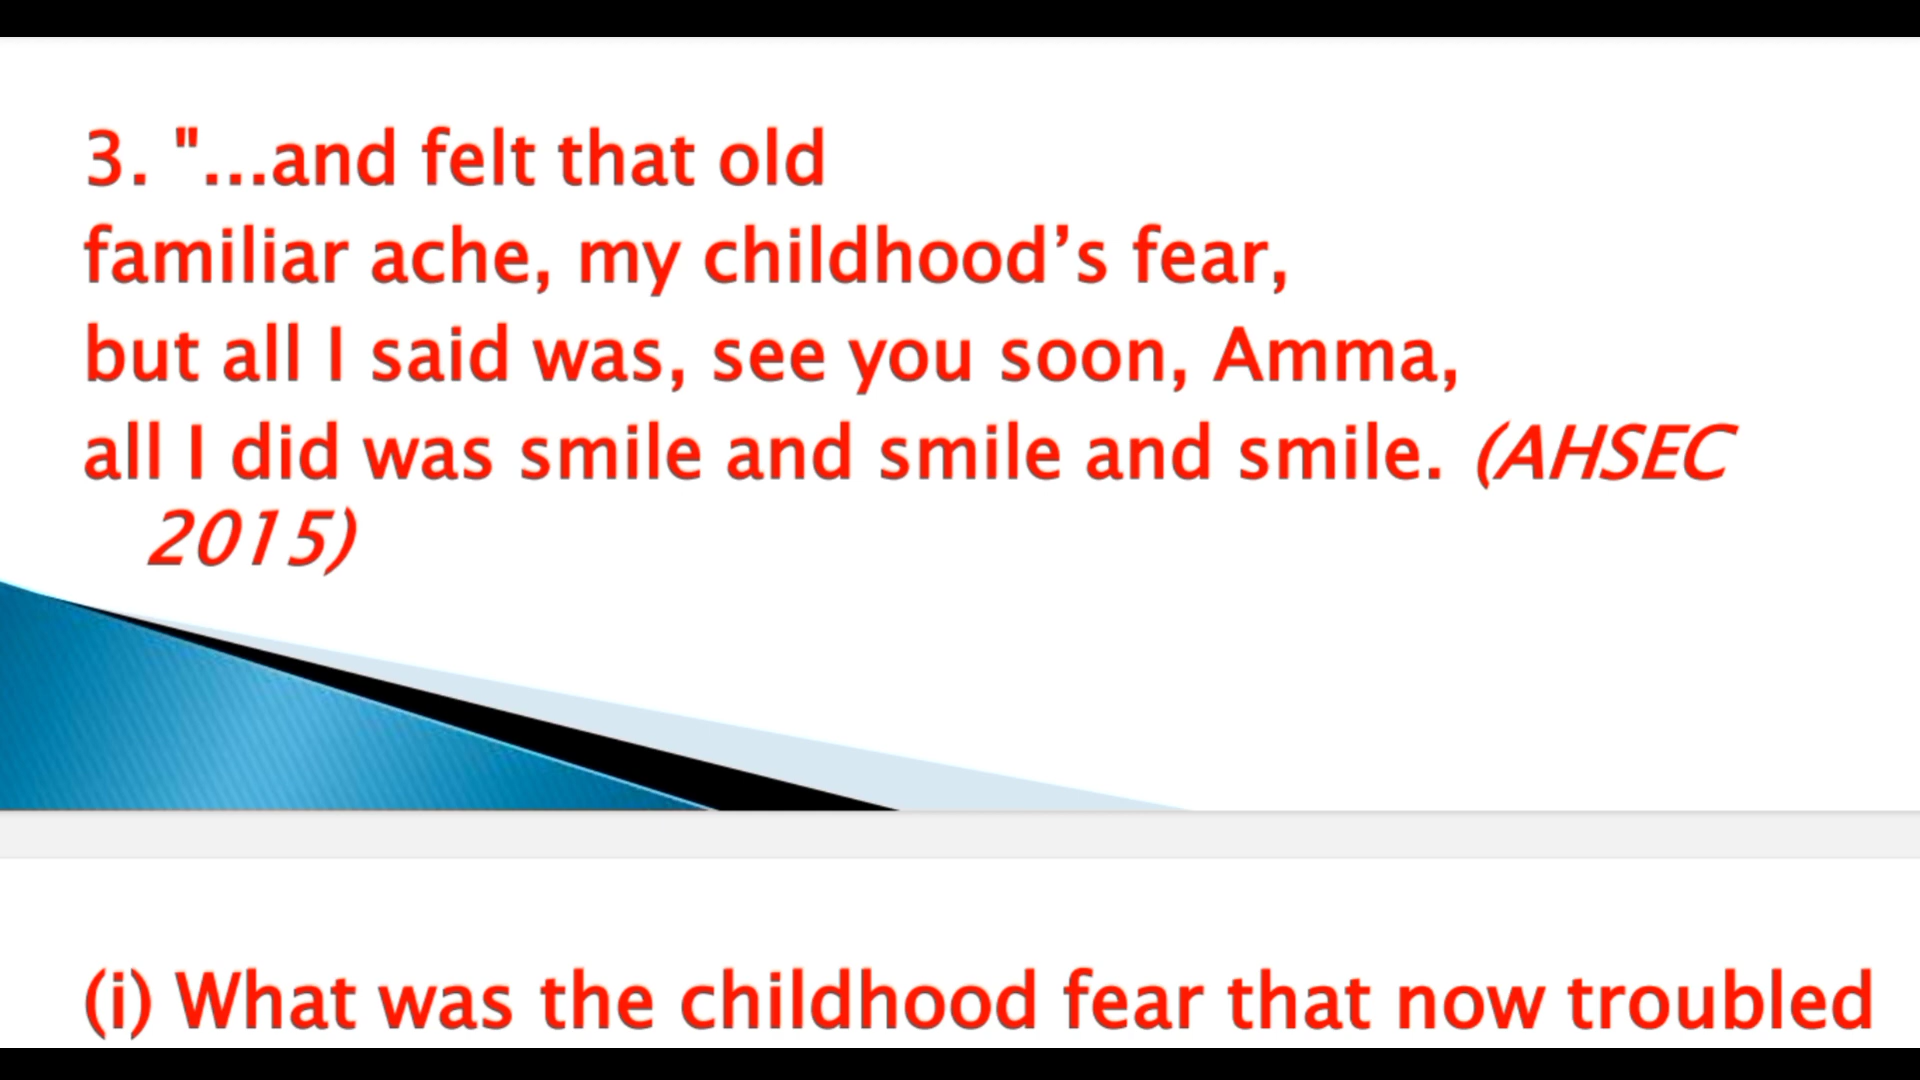 3. "...and felt that old
familiar ache, my childhood’s fear,
but all I said was, see you soon, Amma,
all I did was smile and smile and smile. (AHSEC
2015)
(i) What was the childhood fear that now troubled